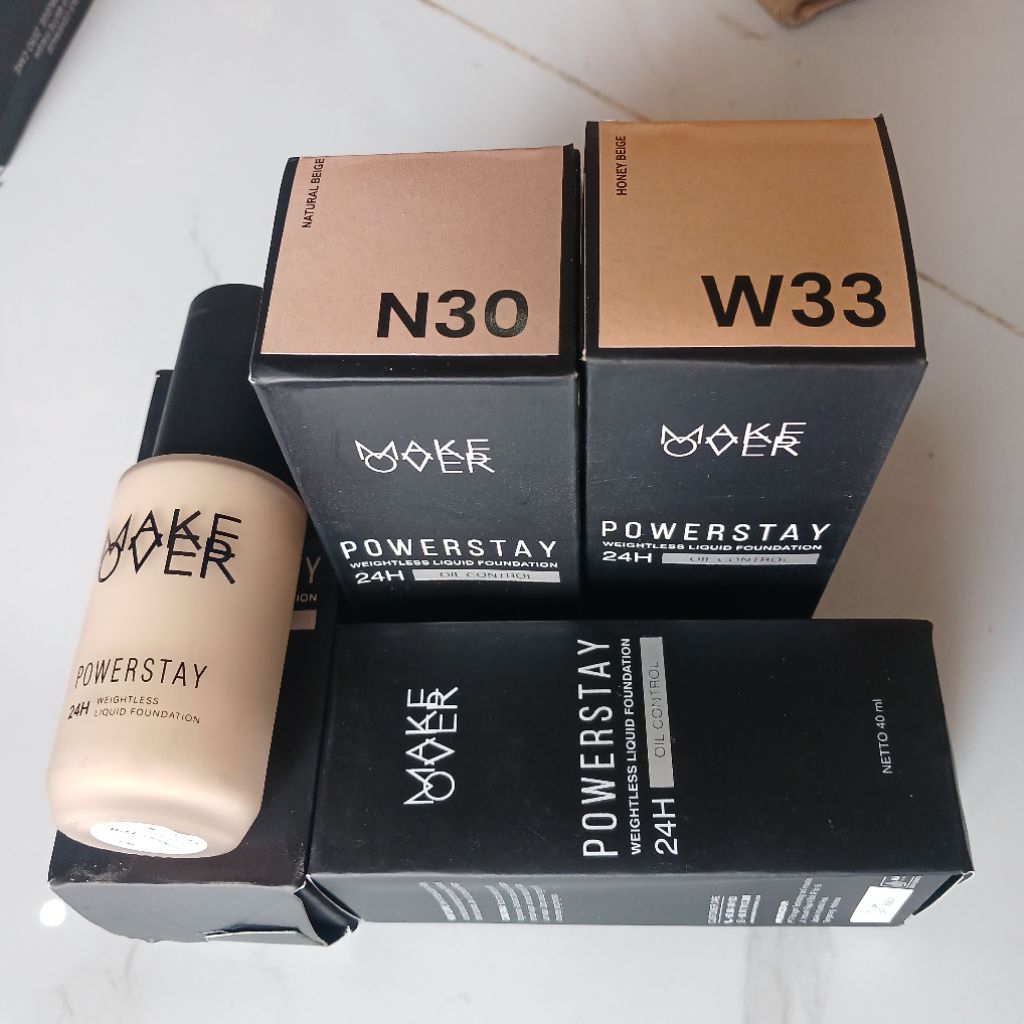 NATURAL BEIGE
N30
MAKE
OVER
POWERSTAY
WEIGHTLESS LIQUID FOUNDATION
24H OIL CONTROL
HONEY BEIGE
W33
MAKE
OVER
POWERSTAY
WEIGHTLESS LIQUID FOUNDATION
24H OIL CONTROL
MAKE
OVER
POWERSTAY
24H WEIGHTLESS
LIQUID FOUNDATION
MAKE
OVER
POWERSTAY
WEIGHTLESS LIQUID FOUNDATION
24H OIL CONTROL
NETTO 40 ml